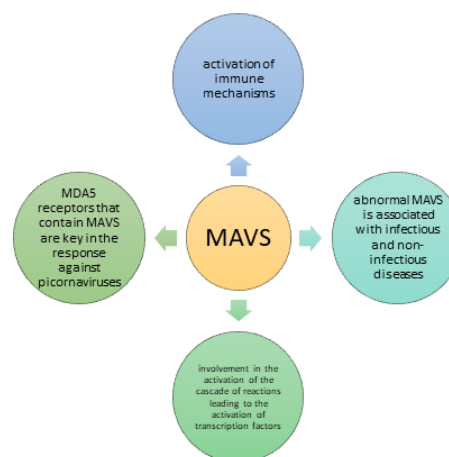 activation of
immune
mechanisms
MDA5
receptors that
contain MAVS
are key in the
response
against
picornaviruses
MAVS
abnormal MAVS
is associated
with infectious
and non-
infectious
diseases
involvement in the
activation of the
cascade of reactions
leading to the
activation of
transcription factors